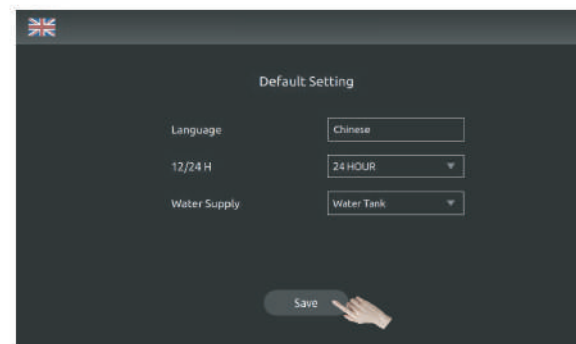 Default Setting
Language Chinese
12/24 H 24 HOUR
Water Supply Water Tank
Save